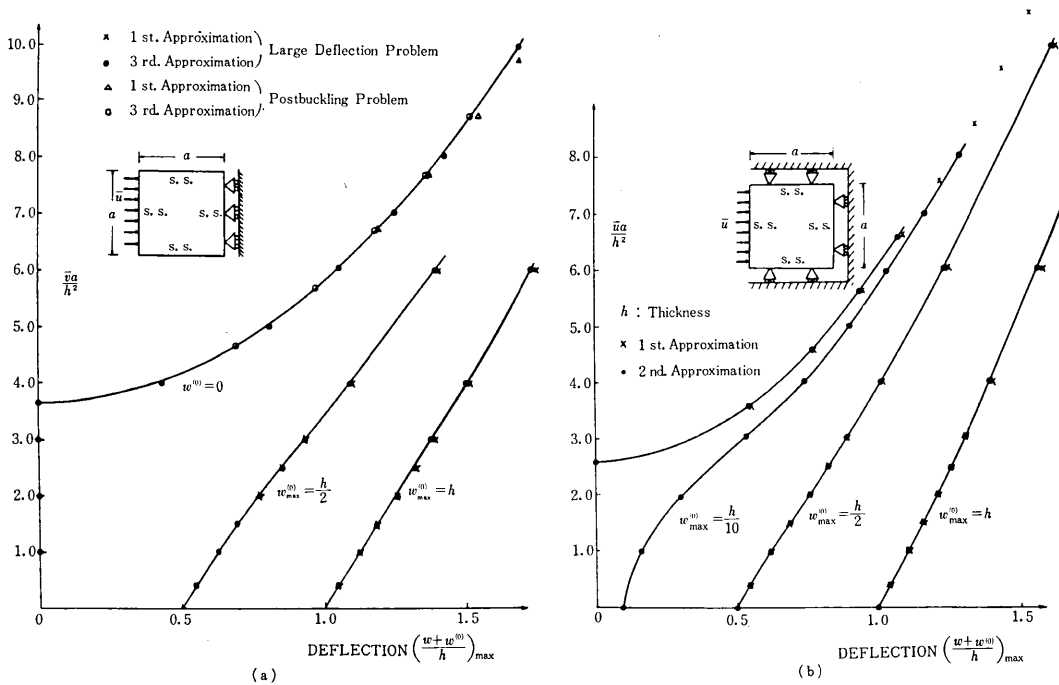 10.0
8.0
7.0
6.0
5.0
4.0
3.0
2.0
1.0
0
0.5
1.0
1.5
v̄a/h²
× 1 st. Approximation
• 3 rd. Approximation
Large Deflection Problem
▵ 1 st. Approximation
○ 3 rd. Approximation
Postbuckling Problem
a
ū
a
S. S.
S. S.
S. S.
S. S.
w⁽⁰⁾=0
w⁽⁰⁾max = h/2
w⁽⁰⁾max = h
DEFLECTION (w+w⁽⁰⁾/h)max
(a)
8.0
7.0
6.0
5.0
4.0
3.0
2.0
1.0
0
0.5
1.0
1.5
ūa/h²
a
ū
a
S. S.
S. S.
S. S.
S. S.
h : Thickness
× 1 st. Approximation
• 2 nd. Approximation
w⁽⁰⁾max = h/10
w⁽⁰⁾max = h/2
w⁽⁰⁾max = h
DEFLECTION (w+w⁽⁰⁾/h)max
(b)